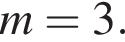 m = 3.